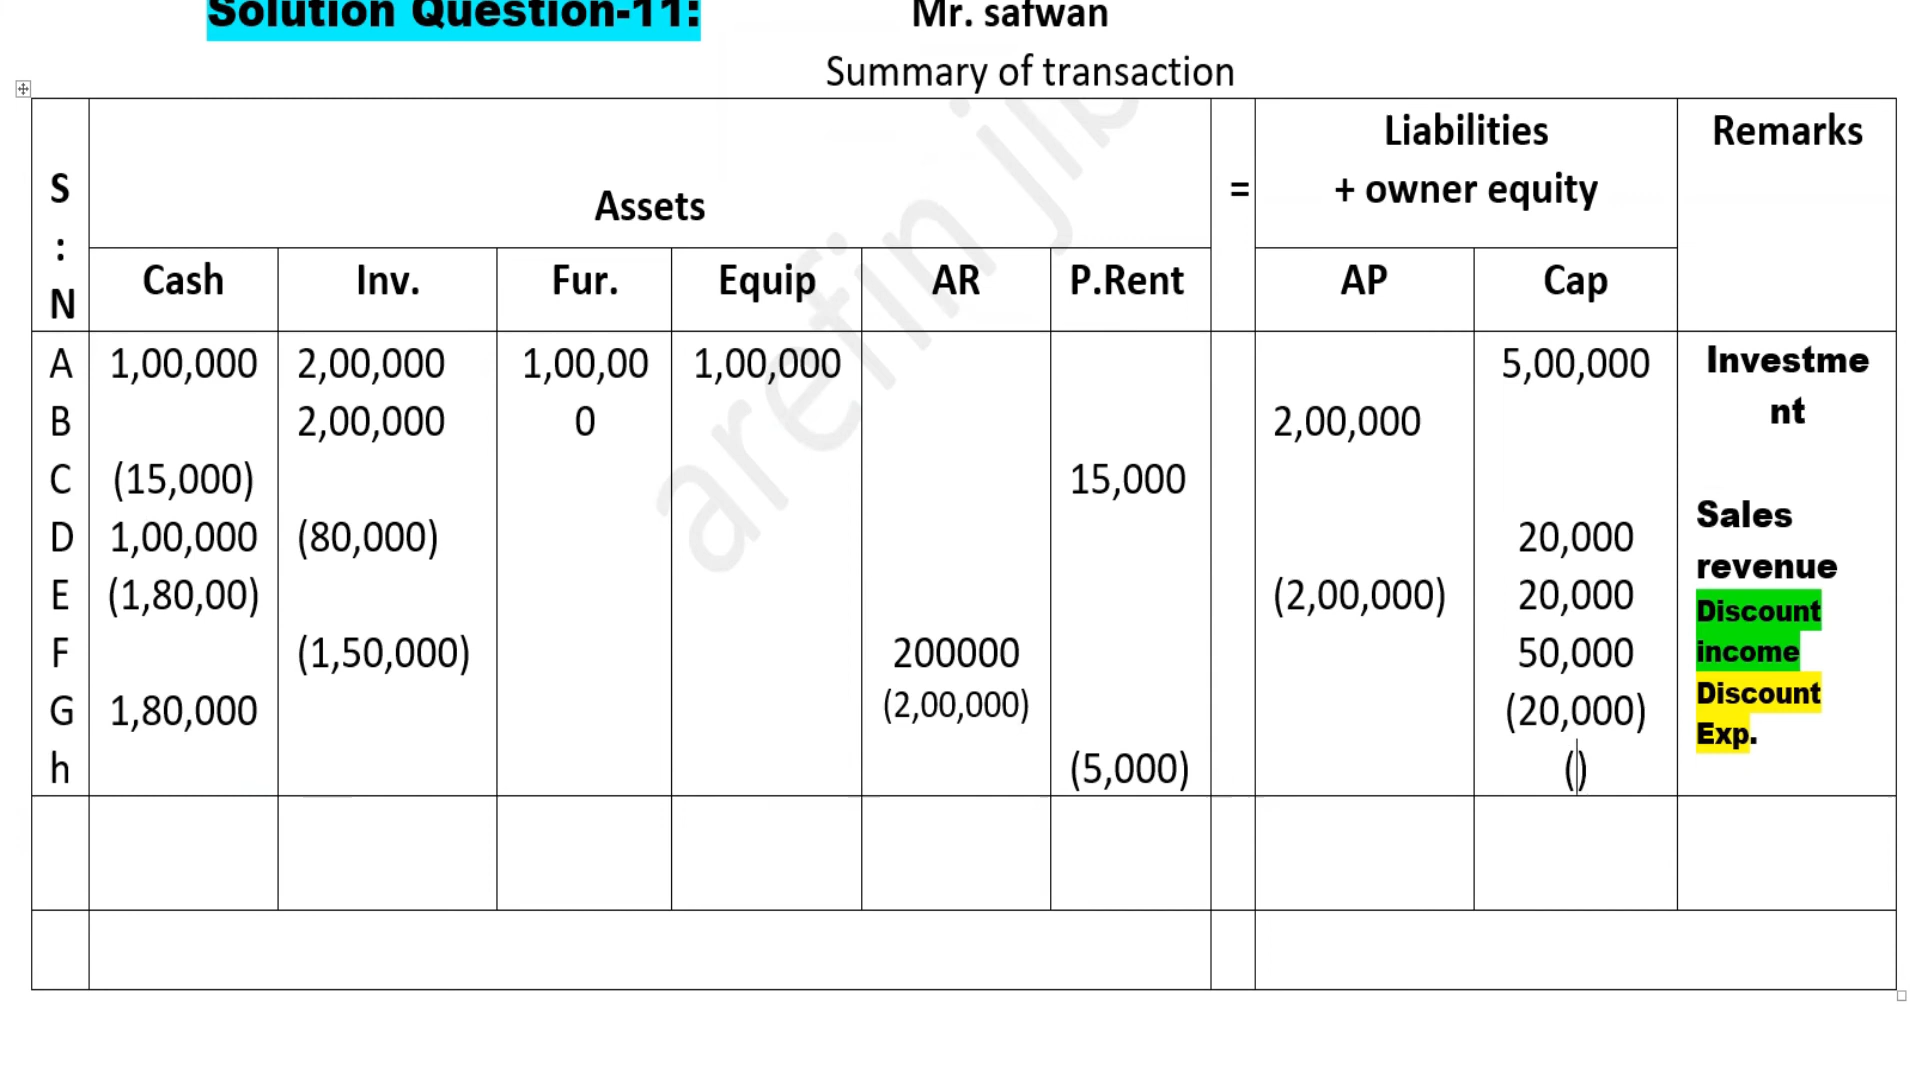 Solution Question-11:
Mr. safwan
Summary of transaction
S
:
N
Assets
=
Liabilities
+ owner equity
Remarks
Cash Inv. Fur. Equip AR P.Rent AP Cap
A 1,00,000 2,00,000 1,00,00 1,00,000 5,00,000 Investme
nt
B 2,00,000 0 2,00,000
C (15,000) 15,000
D 1,00,000 (80,000) 20,000 Sales
revenue
E (1,80,00) (2,00,000) 20,000 Discount
income
F (1,50,000) 200000 50,000
G 1,80,000 (2,00,000) (20,000) Discount
Exp.
h (5,000) ()
arefin